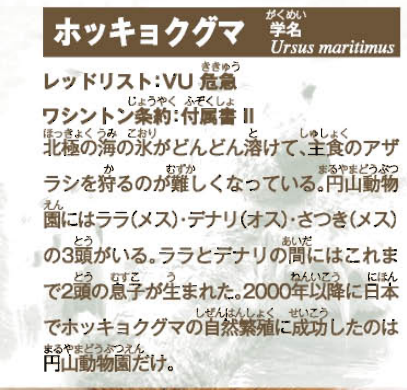 ホッキョクグマ 学名 Ursus maritimus
レッドリスト：VU 危急
ワシントン条約：付属書 II
北極の海の氷がどんどん溶けて、主食のアザ
ラシを狩るのが難しくなっている。円山動物
園にはララ（メス）・デナリ（オス）・さつき（メス）
の3頭がいる。ララとデナリの間にはこれま
で2頭の息子が生まれた。2000年以降に日本
でホッキョクグマの自然繁殖に成功したのは
円山動物園だけ。